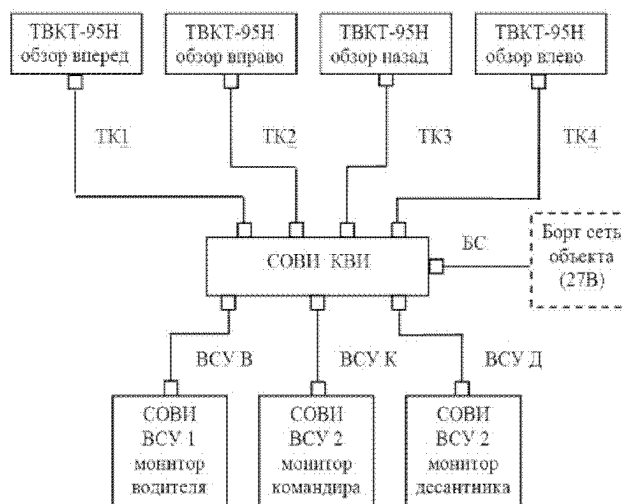 ТВКТ-95Н
обзор вперед
ТВКТ-95Н
обзор вправо
ТВКТ-95Н
обзор назад
ТВКТ-95Н
обзор влево
ТК1
ТК2
ТК3
ТК4
СОВИ КВИ
БС
Борт сеть
объекта
(27В)
ВСУ В
ВСУ К
ВСУ Д
СОВИ
ВСУ 1
монитор
водителя
СОВИ
ВСУ 2
монитор
командира
СОВИ
ВСУ 2
монитор
десантника